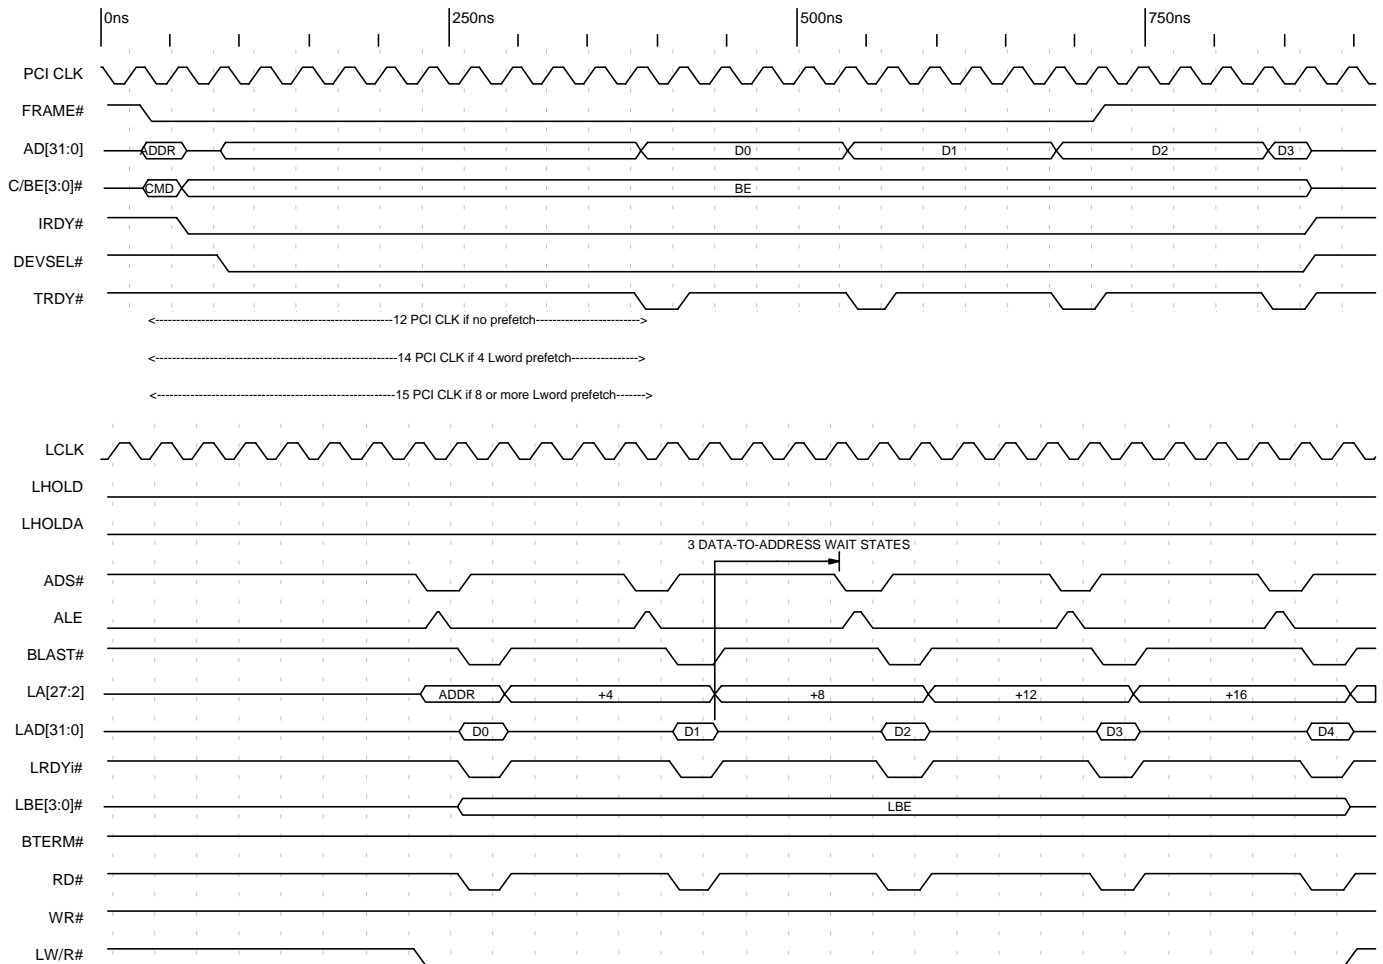 0ns 250ns 500ns 750ns
PCI CLK
FRAME#
AD[31:0] ADDR D0 D1 D2 D3
C/BE[3:0]# CMD BE
IRDY#
DEVSEL#
TRDY#
<-----12 PCI CLK if no prefetch----->
<-----14 PCI CLK if 4 Lword prefetch----->
<-----15 PCI CLK if 8 or more Lword prefetch----->
LCLK
LHOLD
LHOLDA
3 DATA-TO-ADDRESS WAIT STATES
ADS#
ALE
BLAST#
LA[27:2] ADDR +4 +8 +12 +16
LAD[31:0] D0 D1 D2 D3 D4
LRDYi#
LBE[3:0]# LBE
BTERM#
RD#
WR#
LW/R#